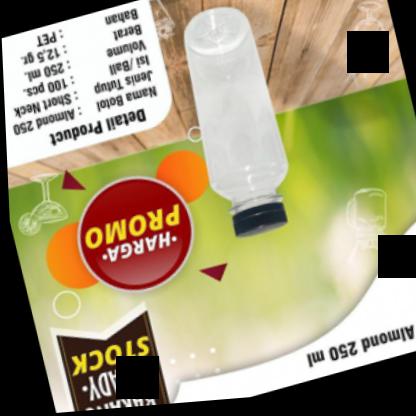 Almond 250 ml
STOCK
·HARGA·
PROMO
Detail Product
Nama Botol : Almond 250
Jenis Tutup : Short Neck
Isi /Ball : 100 pcs.
Volume : 250 ml.
Berat : 12,5 gr.
Bahan : PET